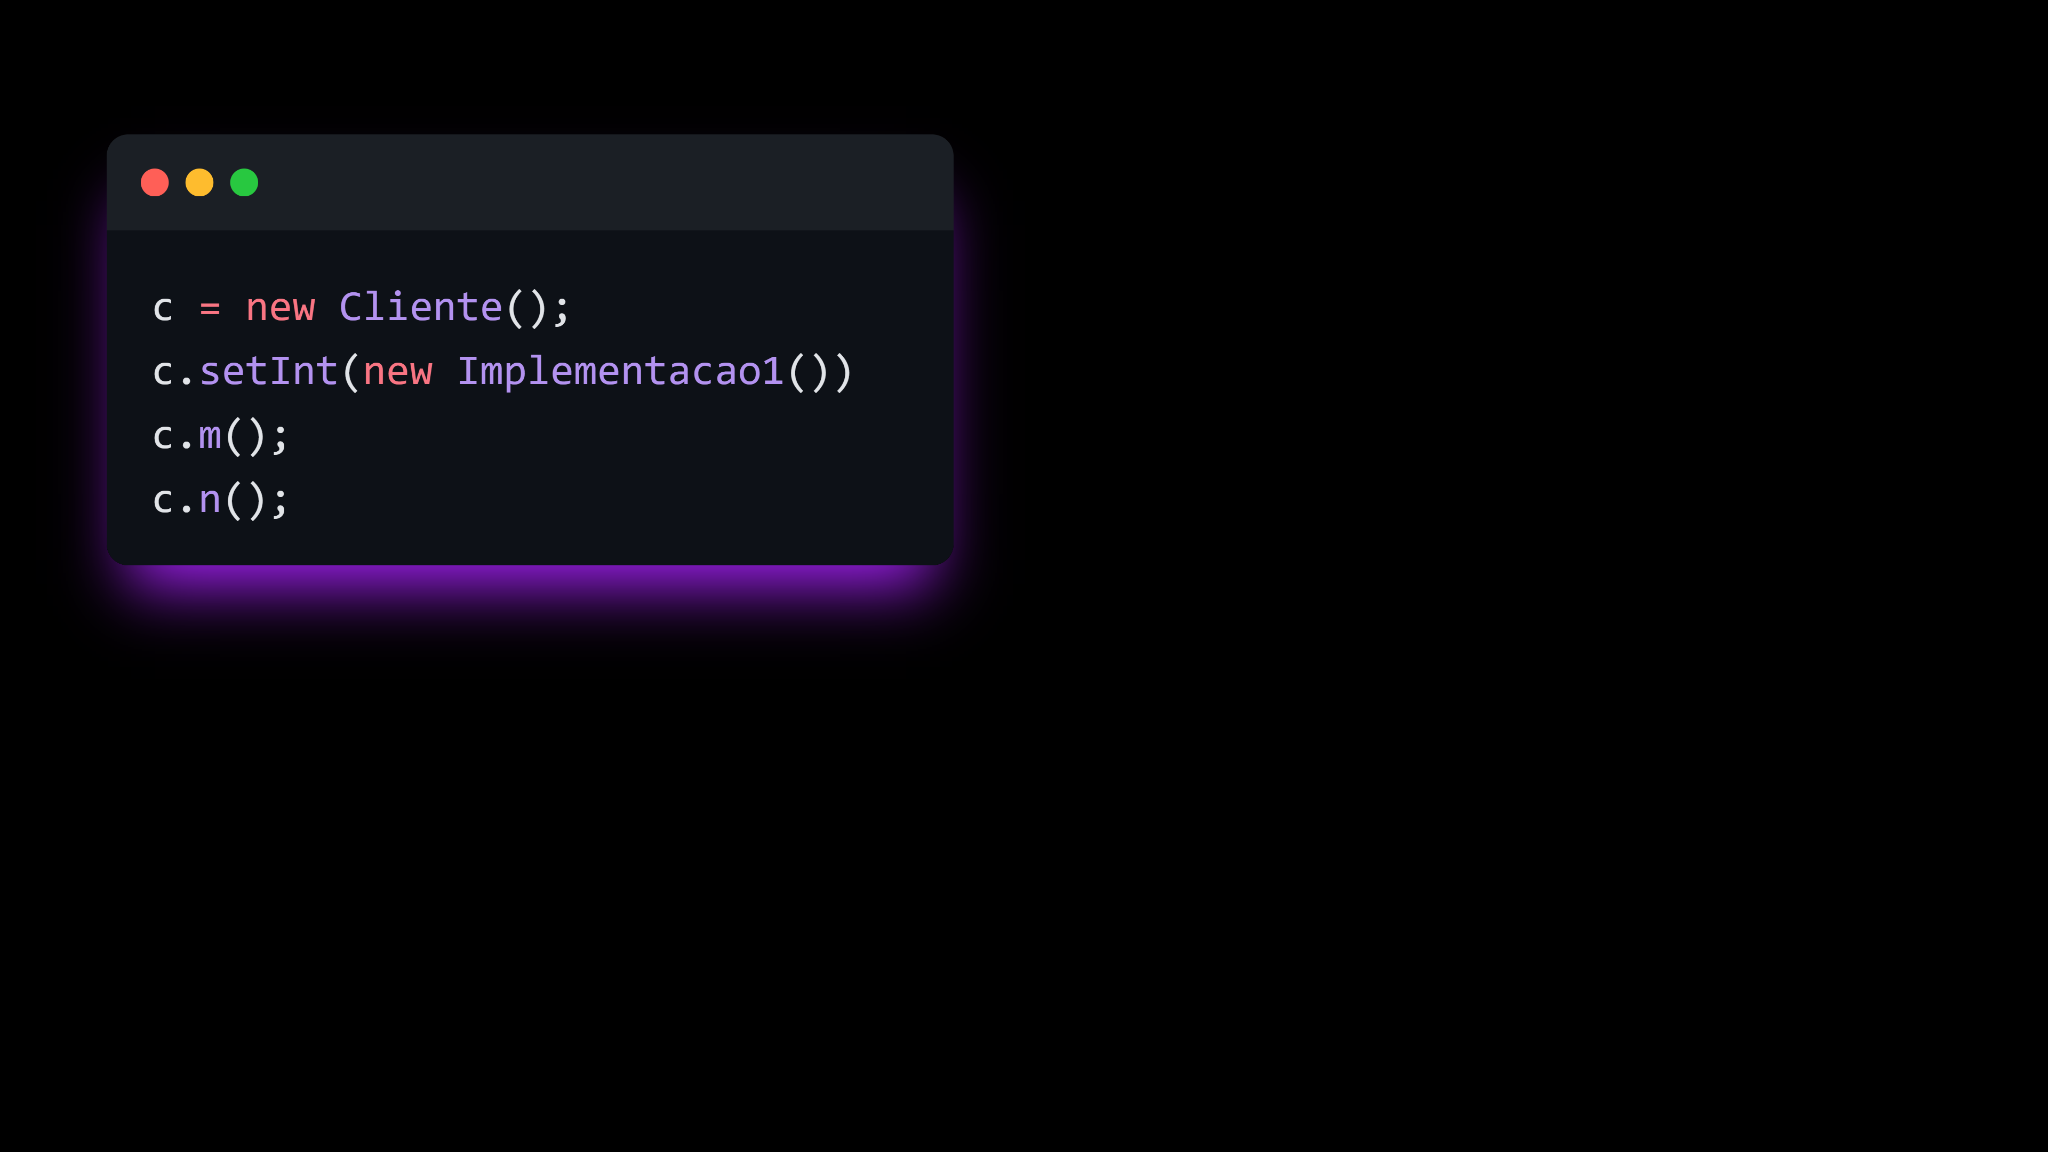 c = new Cliente();
c.setInt(new Implementacao1())
c.m();
c.n();